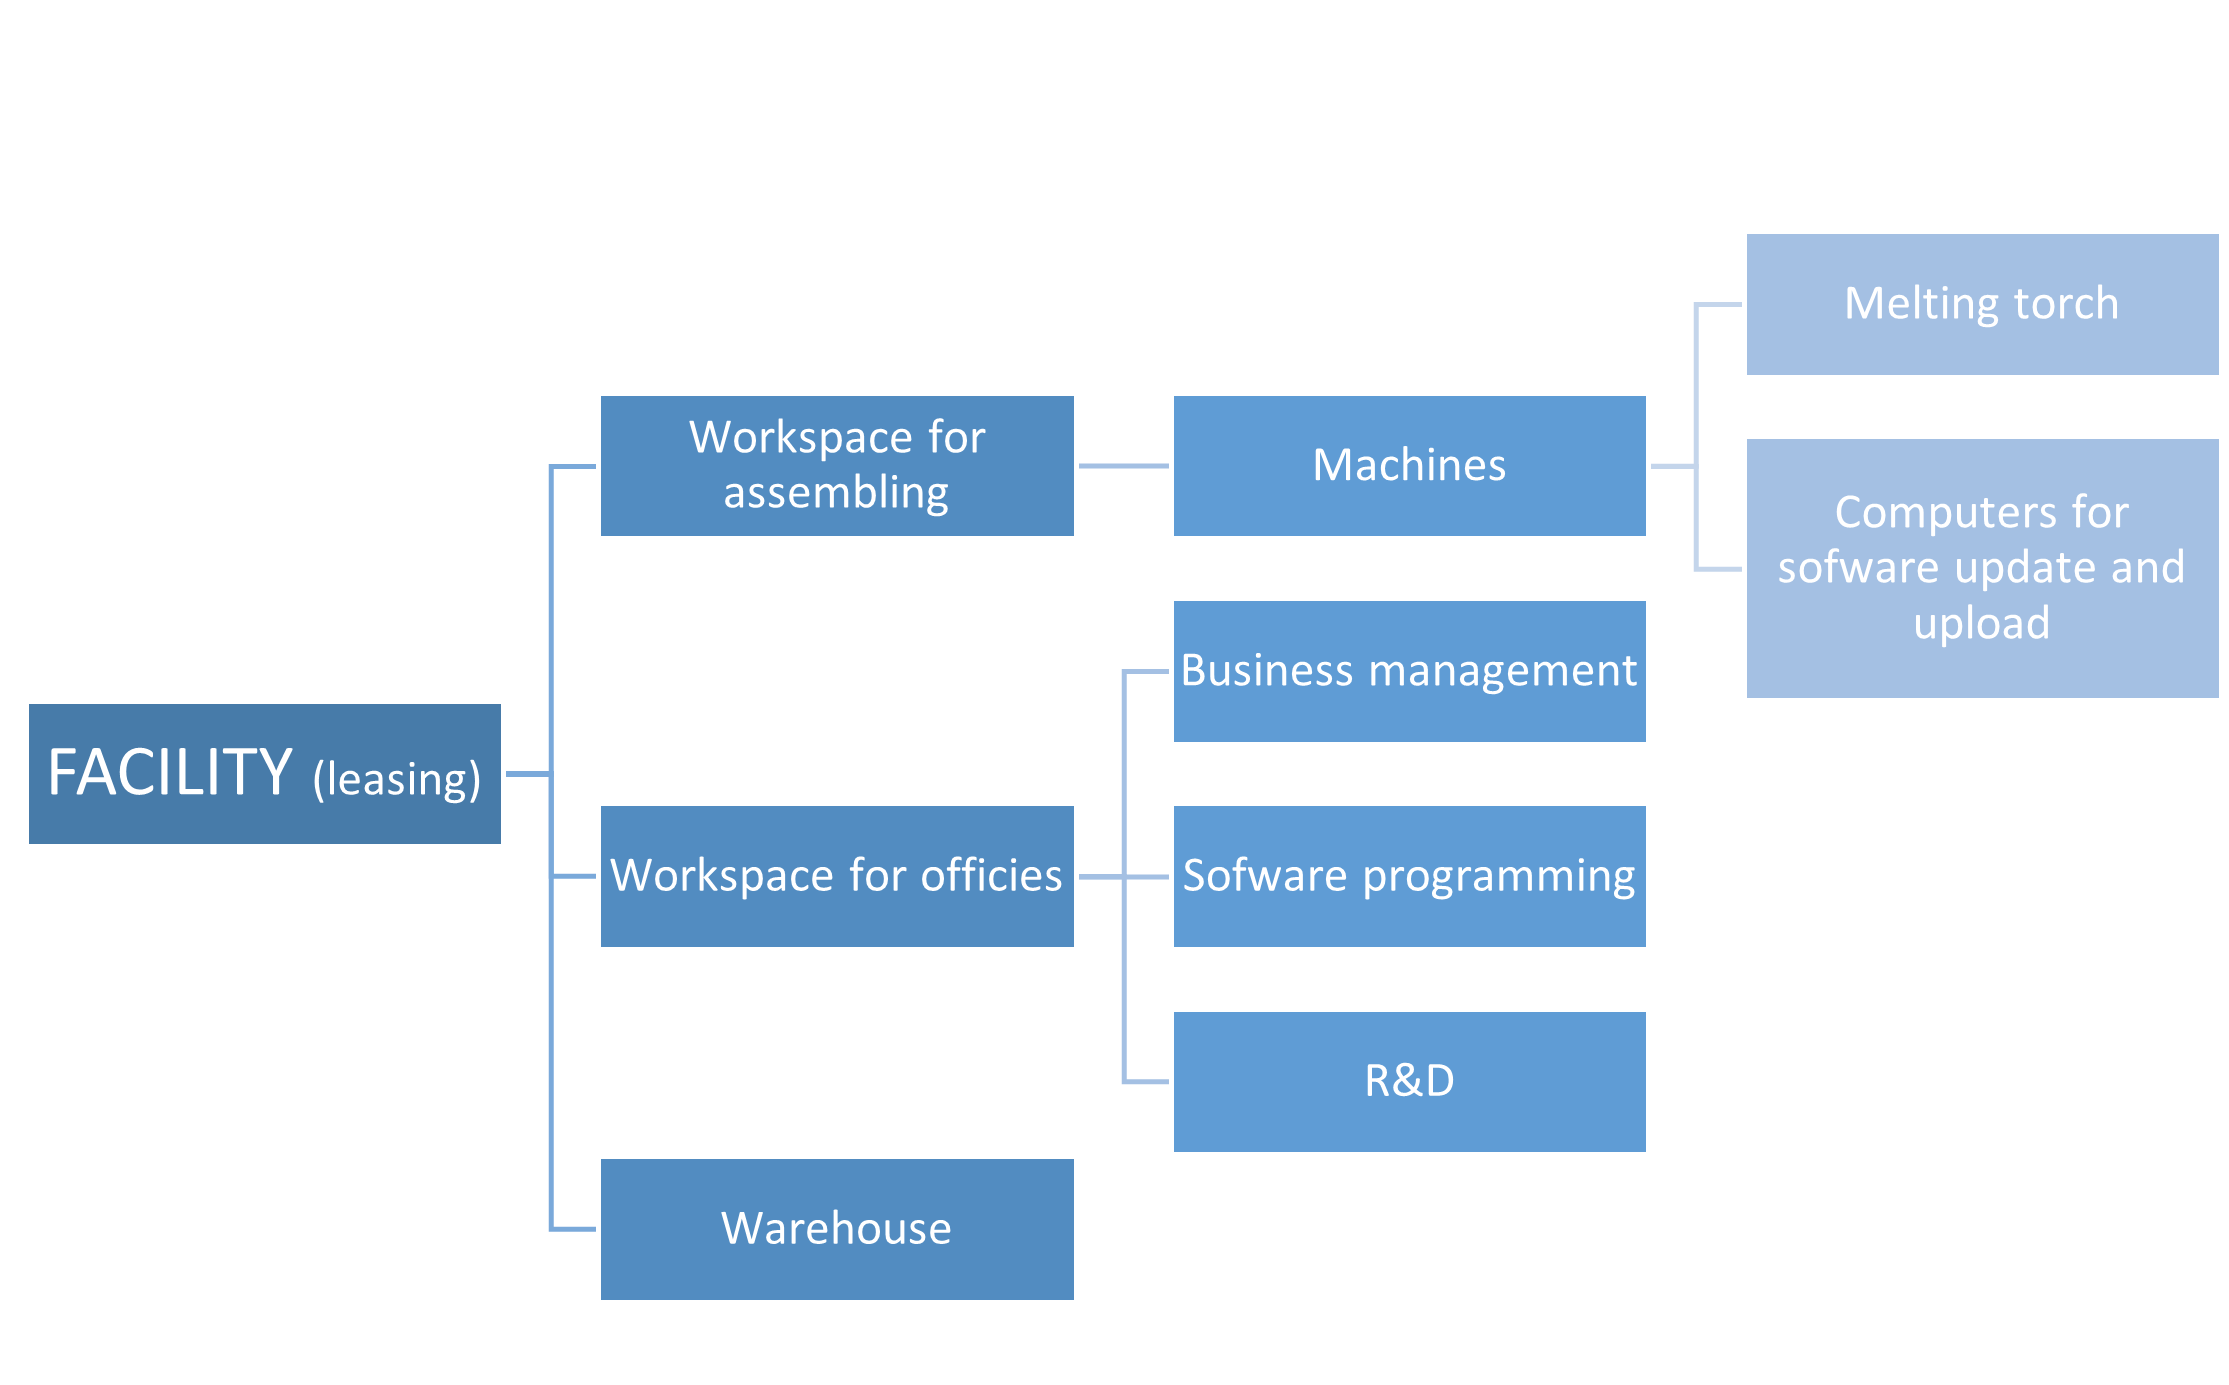 FACILITY (leasing)
Workspace for
assembling
Machines
Melting torch
Computers for
sofware update and
upload
Workspace for officies
Business management
Sofware programming
R&D
Warehouse